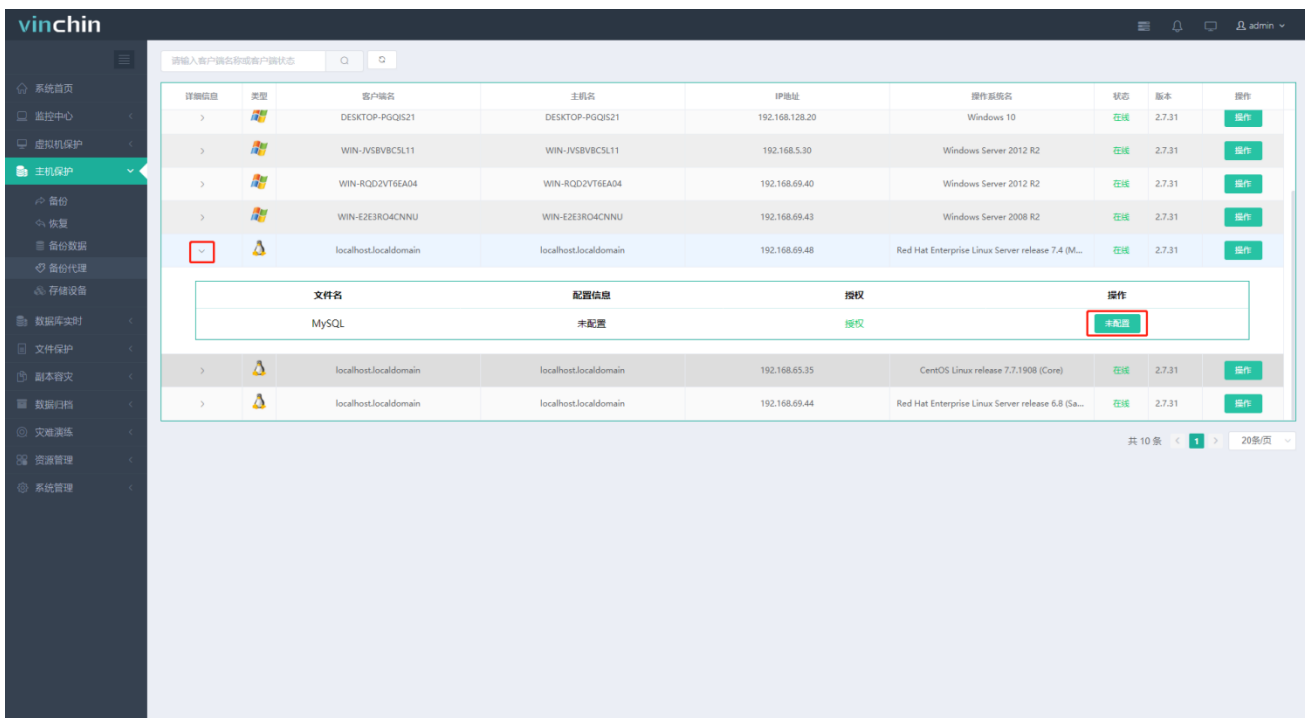 vinchin
admin
请输入客户端名称或客户端状态
系统首页
监控中心
虚拟机保护
主机保护
备份
恢复
备份数据
备份代理
存储设备
数据库实时
文件保护
副本容灾
数据归档
灾难演练
资源管理
系统管理
详细信息 类型 客户端名 主机名 IP地址 操作系统名 状态 版本 操作
DESKTOP-PGQIS21 DESKTOP-PGQIS21 192.168.128.20 Windows 10 在线 2.7.31 操作
WIN-JVSBVBC5L11 WIN-JVSBVBC5L11 192.168.5.30 Windows Server 2012 R2 在线 2.7.31 操作
WIN-RQD2VT6EA04 WIN-RQD2VT6EA04 192.168.69.40 Windows Server 2012 R2 在线 2.7.31 操作
WIN-E2E3RO4CNNU WIN-E2E3RO4CNNU 192.168.69.43 Windows Server 2008 R2 在线 2.7.31 操作
localhost.localdomain localhost.localdomain 192.168.69.48 Red Hat Enterprise Linux Server release 7.4 (M... 在线 2.7.31 操作
文件名 配置信息 授权 操作
MySQL 未配置 授权 未配置
localhost.localdomain localhost.localdomain 192.168.65.35 CentOS Linux release 7.7.1908 (Core) 在线 2.7.31 操作
localhost.localdomain localhost.localdomain 192.168.69.44 Red Hat Enterprise Linux Server release 6.8 (Sa... 在线 2.7.31 操作
共 10 条 1 20条/页